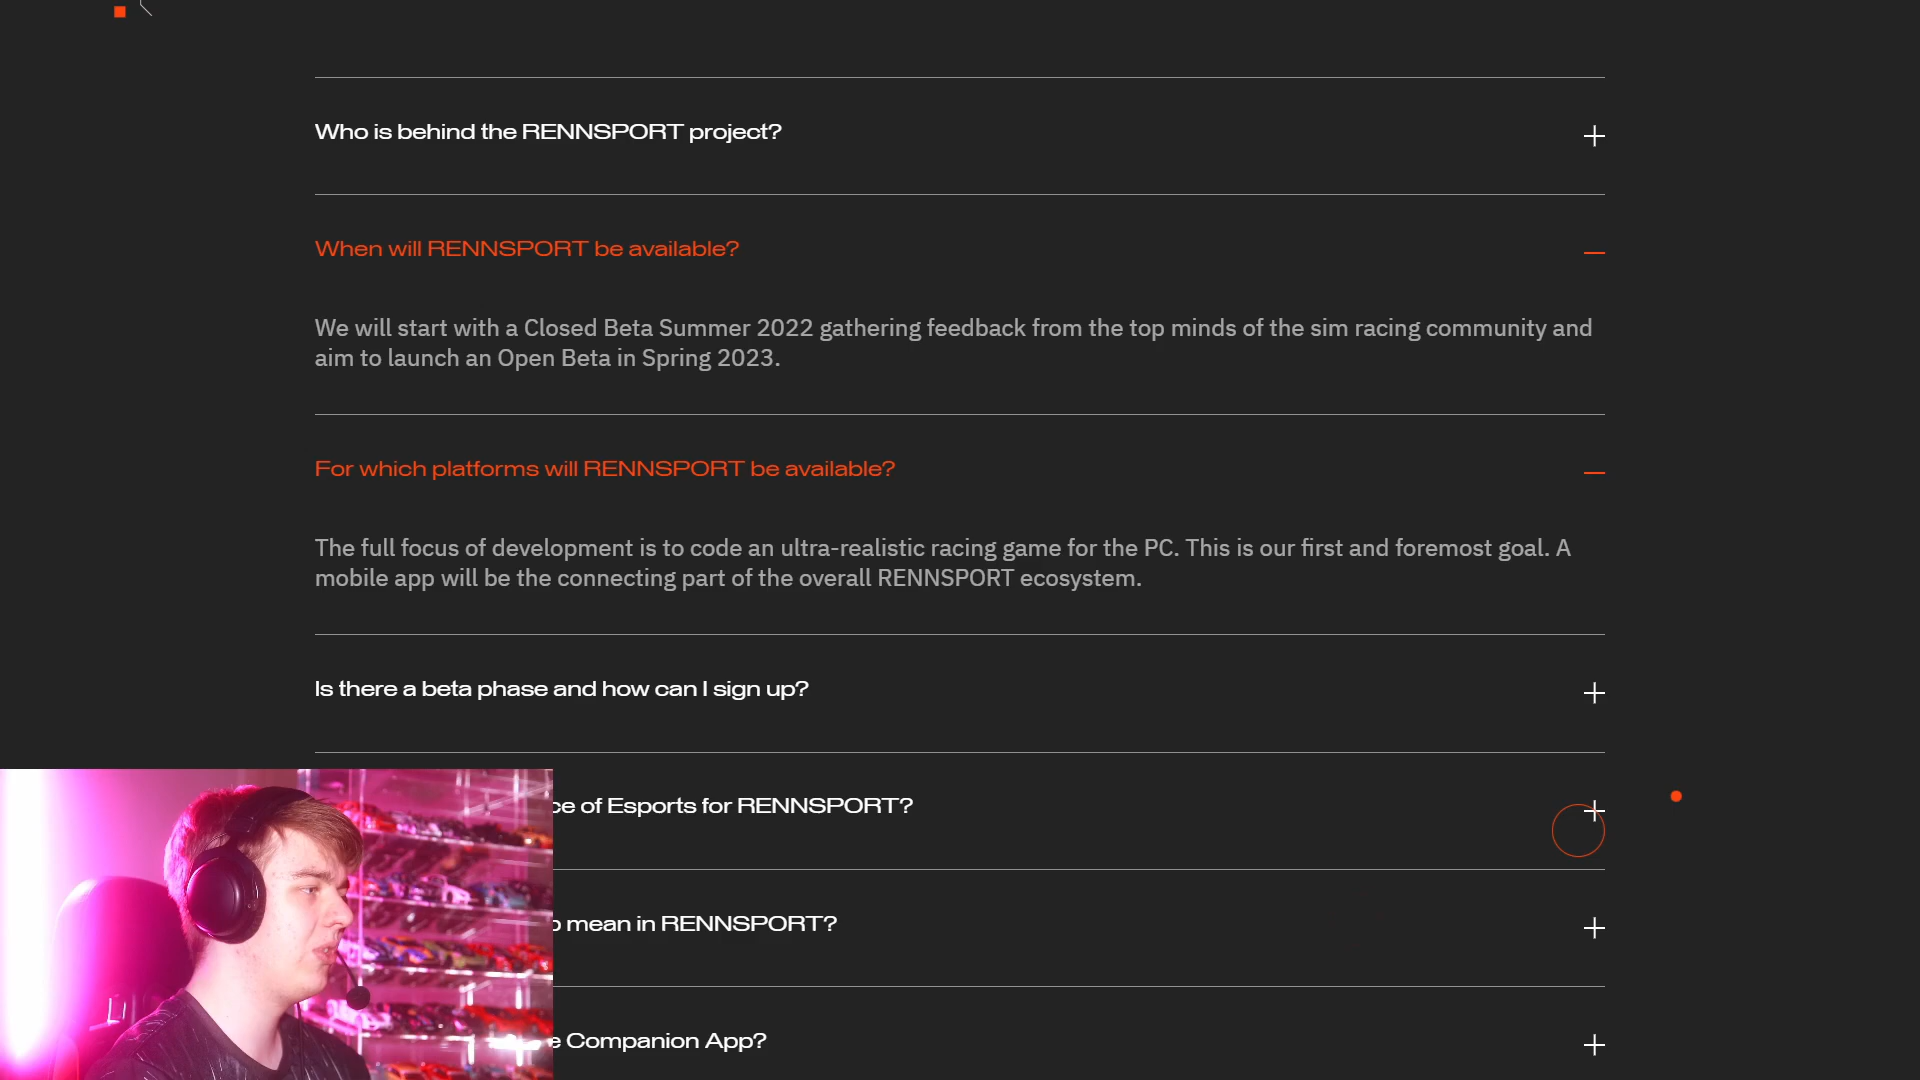 Who is behind the RENNSPORT project?
When will RENNSPORT be available?
We will start with a Closed Beta Summer 2022 gathering feedback from the top minds of the sim racing community and
aim to launch an Open Beta in Spring 2023.
For which platforms will RENNSPORT be available?
The full focus of development is to code an ultra-realistic racing game for the PC. This is our first and foremost goal. A
mobile app will be the connecting part of the overall RENNSPORT ecosystem.
Is there a beta phase and how can I sign up?
of Esports for RENNSPORT?
mean in RENNSPORT?
Companion App?